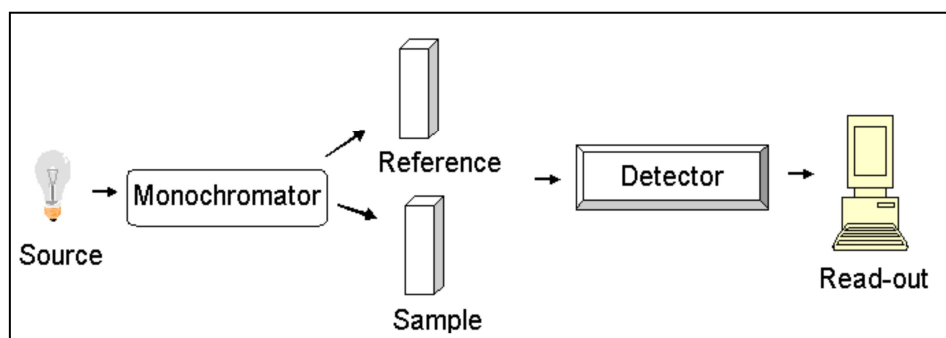 Source
Monochromator
Reference
Sample
Detector
Read-out